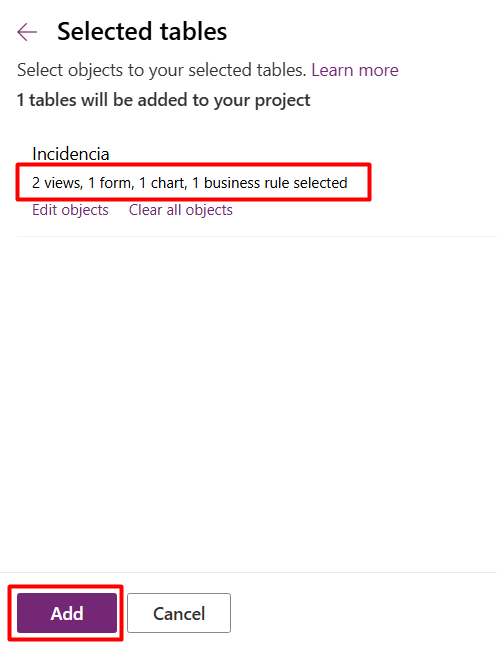 Selected tables
Select objects to your selected tables. Learn more
1 tables will be added to your project
Incidencia
2 views, 1 form, 1 chart, 1 business rule selected
Edit objects Clear all objects
Add Cancel